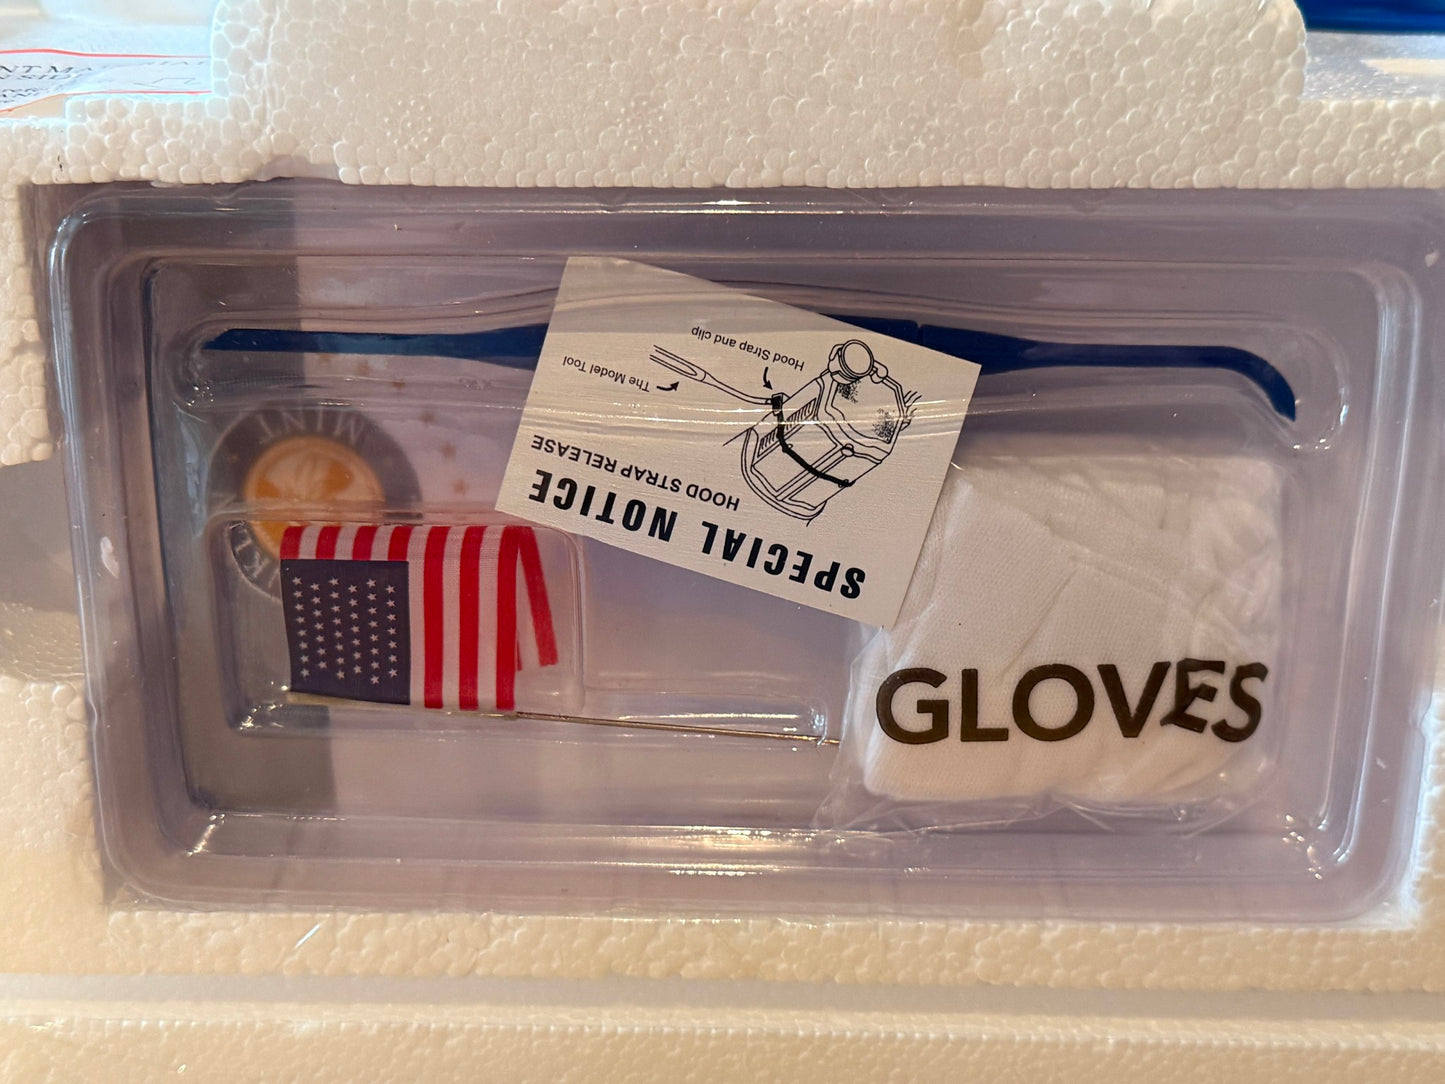 SPECIAL NOTICE
HOOD STRAP RELEASE
The Model Tool
Hood Strap and clip
MINT
GLOVES